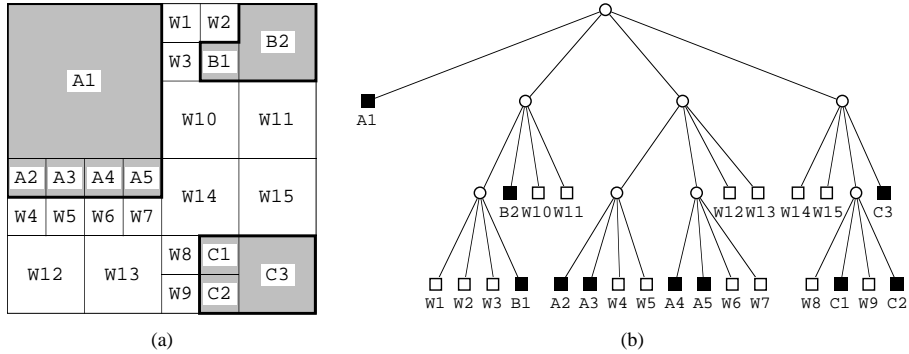 W1 W2
B2
A1
W3 B1
W10 W11
A2 A3 A4 A5
W14 W15
W4 W5 W6 W7
W8 C1
W12 W13
C3
W9 C2
(a)
A1
B2 W10 W11
W12 W13
W14 W15
C3
W1 W2 W3 B1
A2 A3 W4 W5
A4 A5 W6 W7
W8 C1 W9 C2
(b)